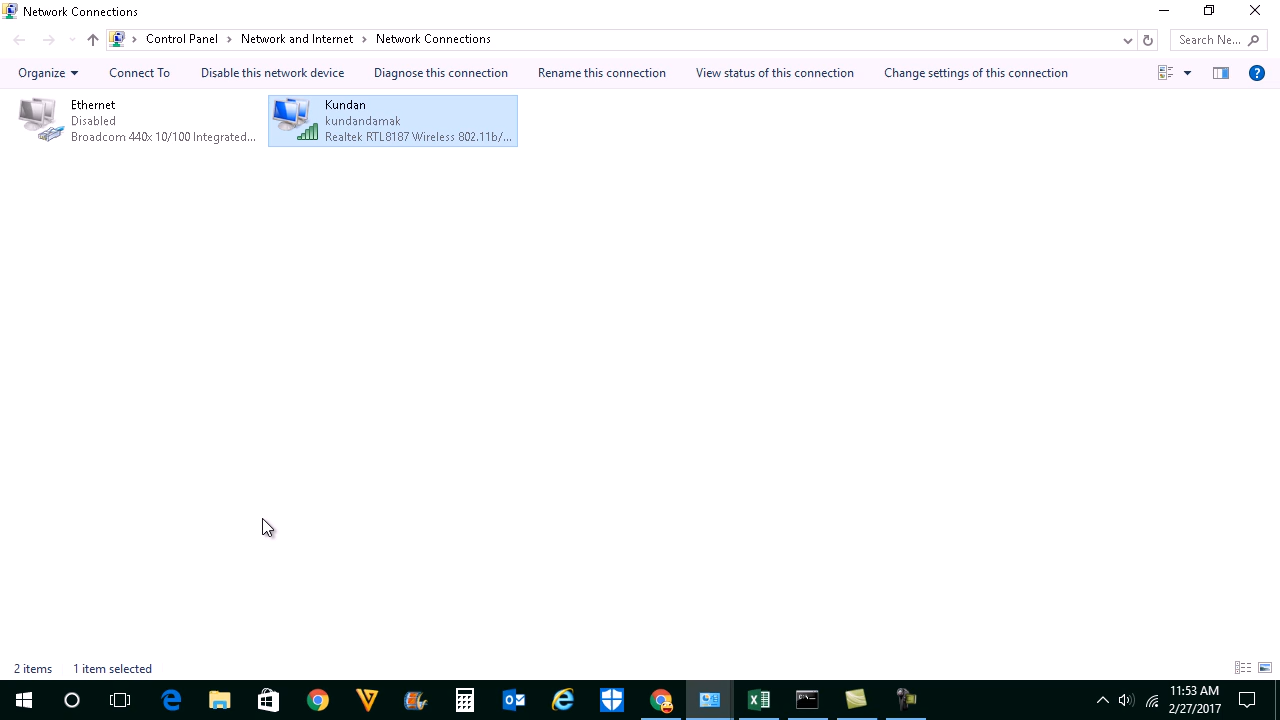 Network Connections
Control Panel > Network and Internet > Network Connections
Search Ne...
Organize
Connect To
Disable this network device
Diagnose this connection
Rename this connection
View status of this connection
Change settings of this connection
Ethernet
Disabled
Broadcom 440x 10/100 Integrated...
Kundan
kundandamak
Realtek RTL8187 Wireless 802.11b/...
2 items
1 item selected
11:53 AM
2/27/2017